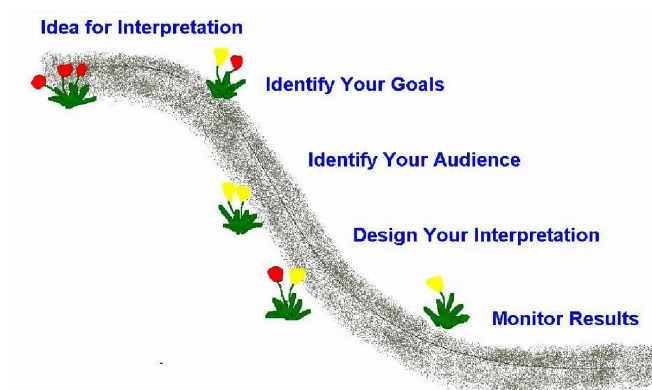 Idea for Interpretation
Identify Your Goals
Identify Your Audience
Design Your Interpretation
Monitor Results